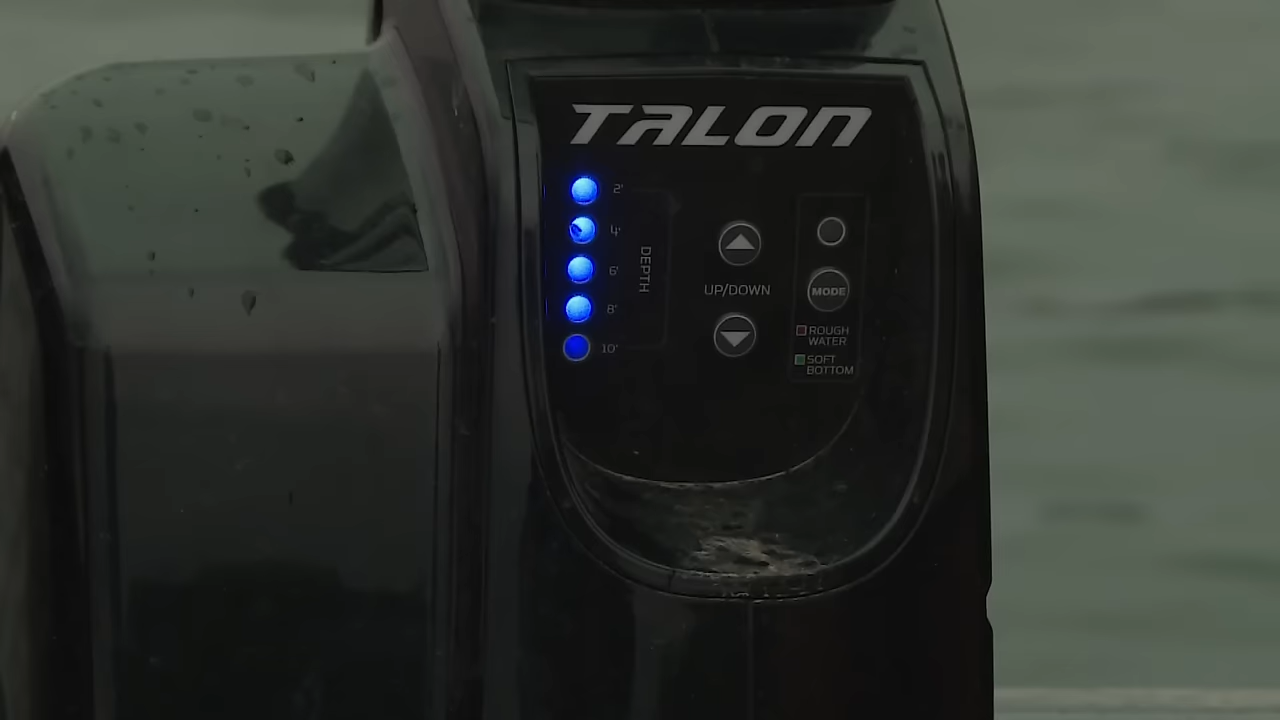 TALON
2'
4'
6'
8'
10'
DEPTH
UP/DOWN
MODE
ROUGH
WATER
SOFT
BOTTOM